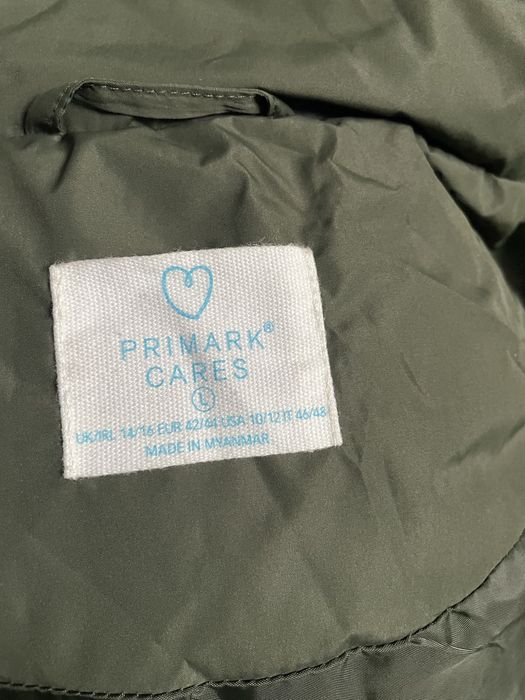 PRIMARK®
CARES
L
UK/IRL 14/16 EUR 42/44 USA 10/12 IT 46/48
MADE IN MYANMAR